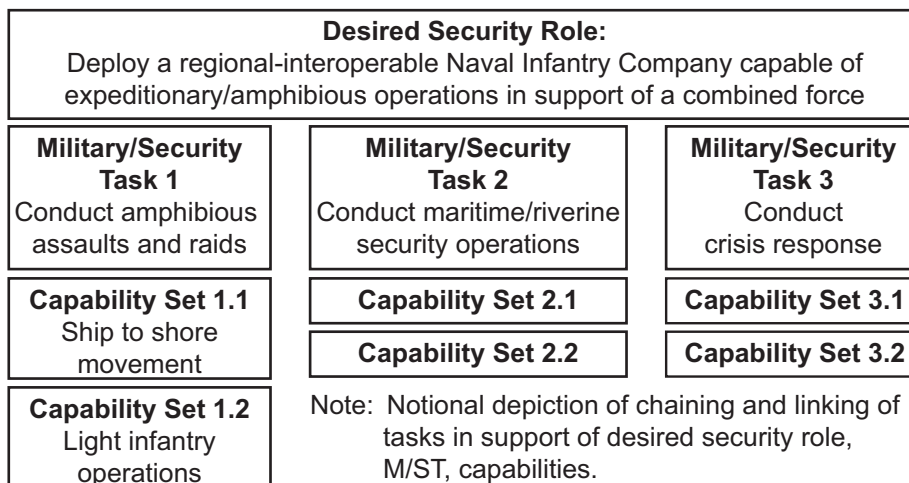 Desired Security Role:
Deploy a regional-interoperable Naval Infantry Company capable of
expeditionary/amphibious operations in support of a combined force
Military/Security
Task 1
Conduct amphibious
assaults and raids
Military/Security
Task 2
Conduct maritime/riverine
security operations
Military/Security
Task 3
Conduct
crisis response
Capability Set 1.1
Ship to shore
movement
Capability Set 2.1
Capability Set 3.1
Capability Set 2.2
Capability Set 3.2
Capability Set 1.2
Light infantry
operations
Note: Notional depiction of chaining and linking of
tasks in support of desired security role,
M/ST, capabilities.